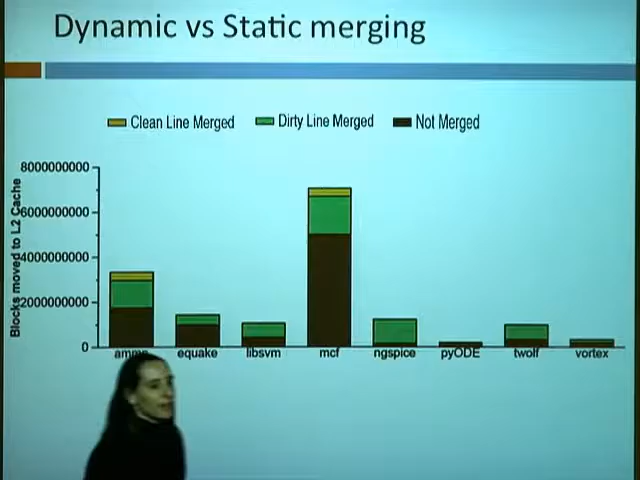 Dynamic vs Static merging
Clean Line Merged Dirty Line Merged Not Merged
Blocks moved to L2 Cache
8000000000
6000000000
4000000000
2000000000
0
equake libsvm mcf ngspice pyODE twolf vortex